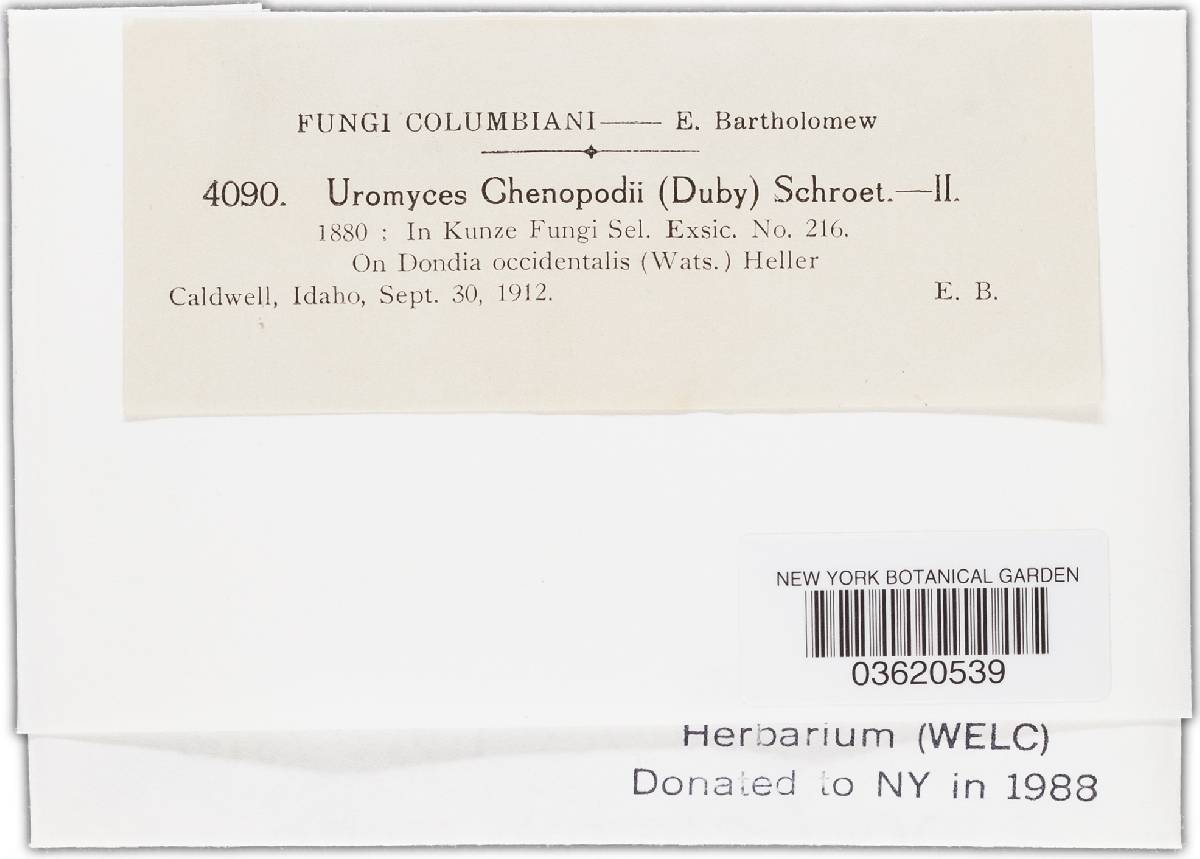 FUNGI COLUMBIANI—— E. Bartholomew
4090. Uromyces Chenopodii (Duby) Schroet.—II.
1880 ; In Kunze Fungi Sel. Exsic. No. 216.
On Dondia occidentalis (Wats.) Heller
Caldwell, Idaho, Sept. 30, 1912. E. B.
NEW YORK BOTANICAL GARDEN
03620539
Herbarium (WELC)
Donated to NY in 1988